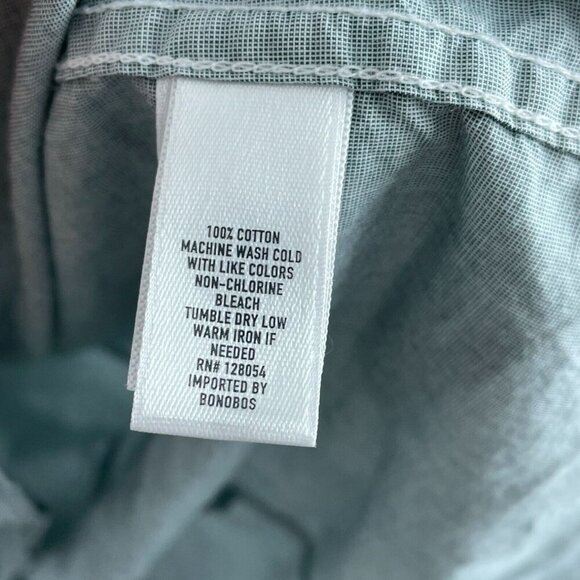 100% COTTON
MACHINE WASH COLD
WITH LIKE COLORS
NON-CHLORINE
BLEACH
TUMBLE DRY LOW
WARM IRON IF
NEEDED
RN# 128054
IMPORTED BY
BONOBOS